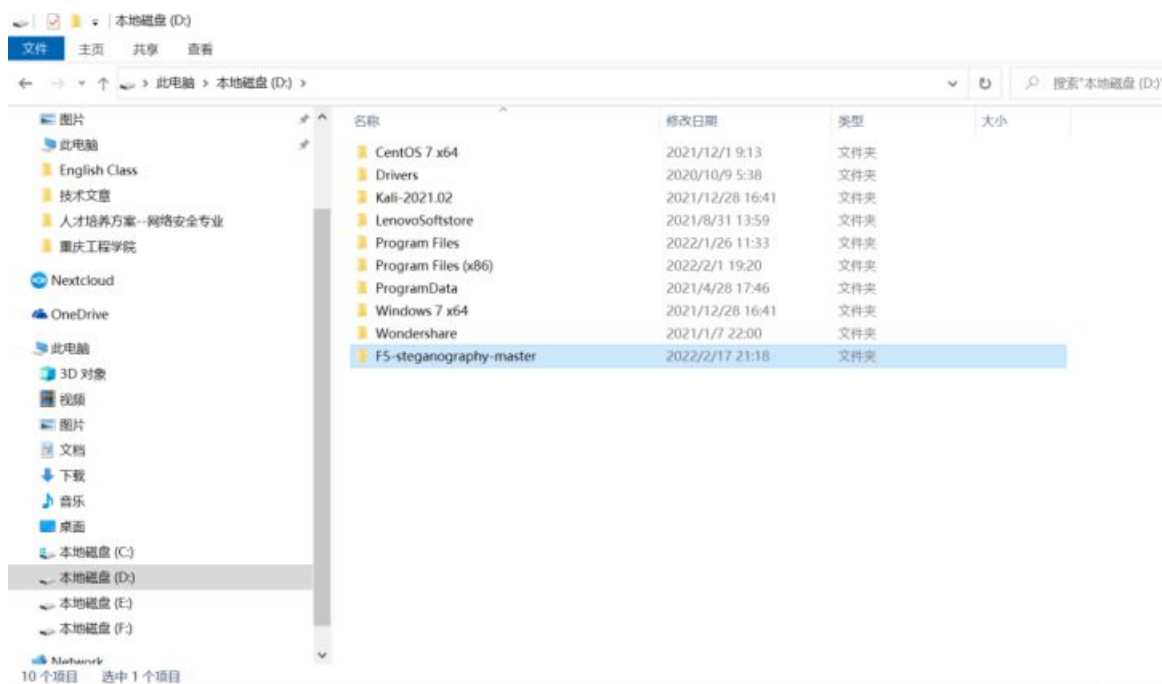 本地磁盘 (D:)
文件 主页 共享 查看
此电脑 › 本地磁盘 (D:) ›
搜索"本地磁盘 (D:)"
图片
此电脑
English Class
技术文章
人才培养方案--网络安全专业
重庆工程学院
Nextcloud
OneDrive
此电脑
3D 对象
视频
图片
文档
下载
音乐
桌面
本地磁盘 (C:)
本地磁盘 (D:)
本地磁盘 (E:)
本地磁盘 (F:)
Network
名称 修改日期 类型 大小
CentOS 7 x64 2021/12/1 9:13 文件夹
Drivers 2020/10/9 5:38 文件夹
Kali-2021.02 2021/12/28 16:41 文件夹
LenovoSoftstore 2021/8/31 13:59 文件夹
Program Files 2022/1/26 11:33 文件夹
Program Files (x86) 2022/2/1 19:20 文件夹
ProgramData 2021/4/28 17:46 文件夹
Windows 7 x64 2021/12/28 16:41 文件夹
Wondershare 2021/1/7 22:00 文件夹
F5-steganography-master 2022/2/17 21:18 文件夹
10 个项目 选中 1 个项目